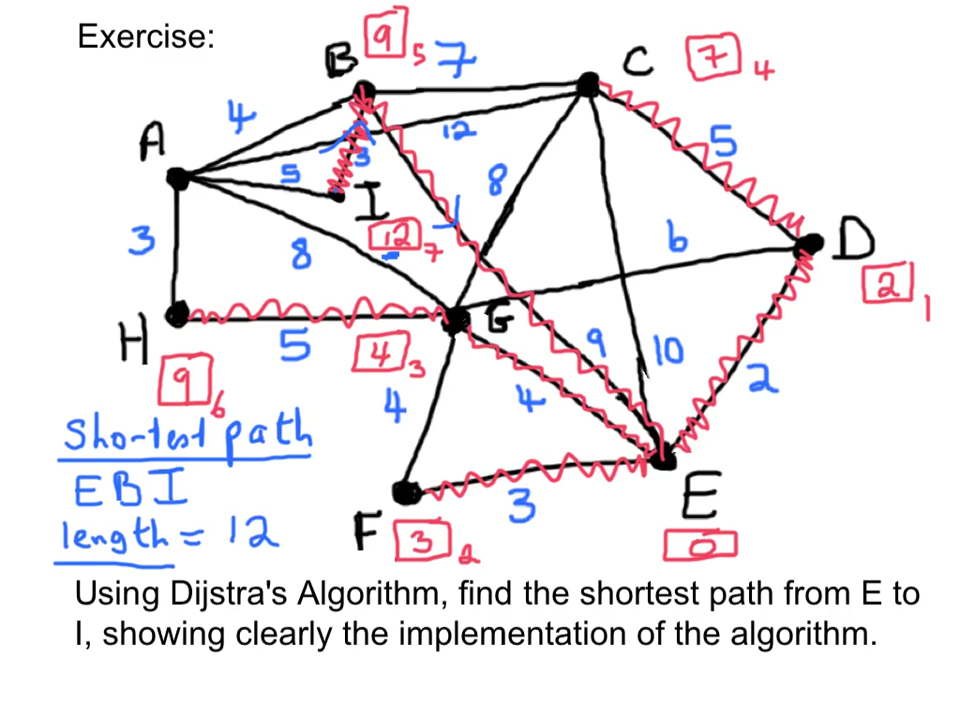 Exercise:
B 9 5
7
C 7 4
4
A
12
5
5
3
I
8
12 7
1
3
8
6
D
2 1
H
5
G
9
10
2
4 3
9 6
4
4
Shortest path
EBI
length = 12
3
E
F 3 2
0
Using Dijstra's Algorithm, find the shortest path from E to
I, showing clearly the implementation of the algorithm.